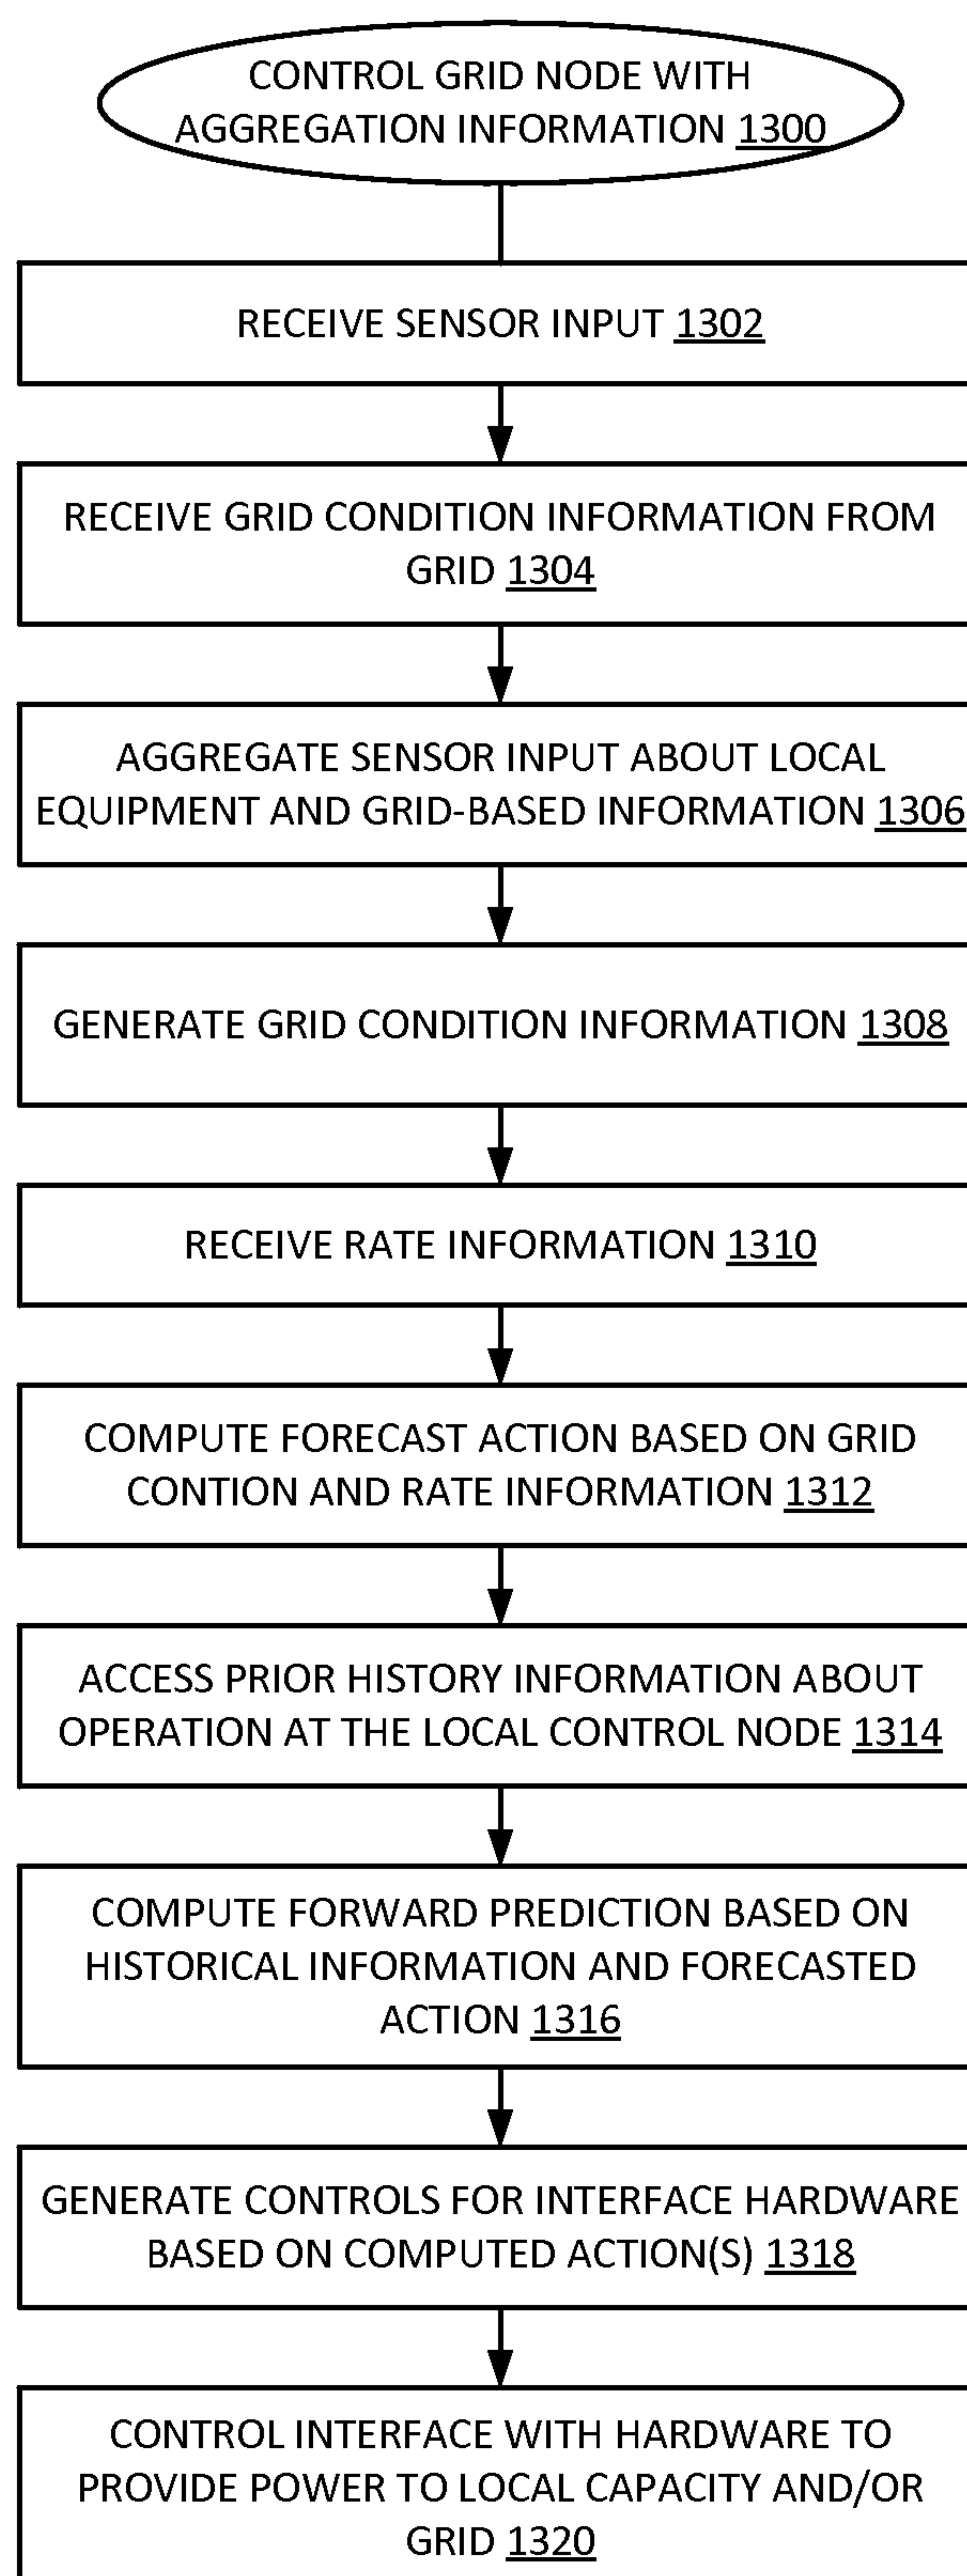 CONTROL GRID NODE WITH
AGGREGATION INFORMATION 1300
RECEIVE SENSOR INPUT 1302
RECEIVE GRID CONDITION INFORMATION FROM
GRID 1304
AGGREGATE SENSOR INPUT ABOUT LOCAL
EQUIPMENT AND GRID-BASED INFORMATION 1306
GENERATE GRID CONDITION INFORMATION 1308
RECEIVE RATE INFORMATION 1310
COMPUTE FORECAST ACTION BASED ON GRID
CONTION AND RATE INFORMATION 1312
ACCESS PRIOR HISTORY INFORMATION ABOUT
OPERATION AT THE LOCAL CONTROL NODE 1314
COMPUTE FORWARD PREDICTION BASED ON
HISTORICAL INFORMATION AND FORECASTED
ACTION 1316
GENERATE CONTROLS FOR INTERFACE HARDWARE
BASED ON COMPUTED ACTION(S) 1318
CONTROL INTERFACE WITH HARDWARE TO
PROVIDE POWER TO LOCAL CAPACITY AND/OR
GRID 1320